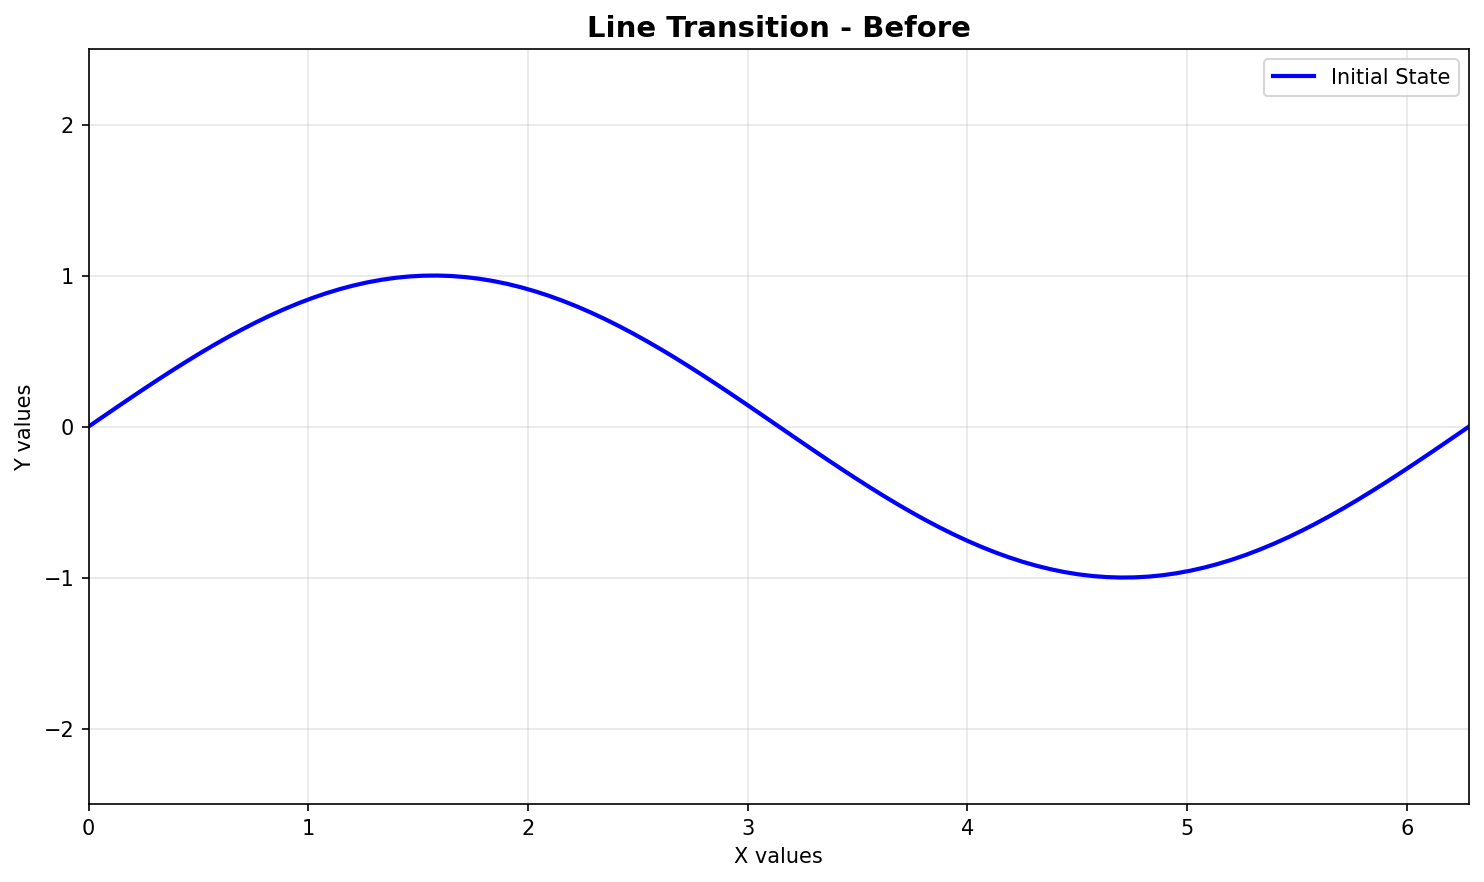 Line Transition - Before
Initial State
Y values
2
1
0
−1
−2
0 1 2 3 4 5 6
X values